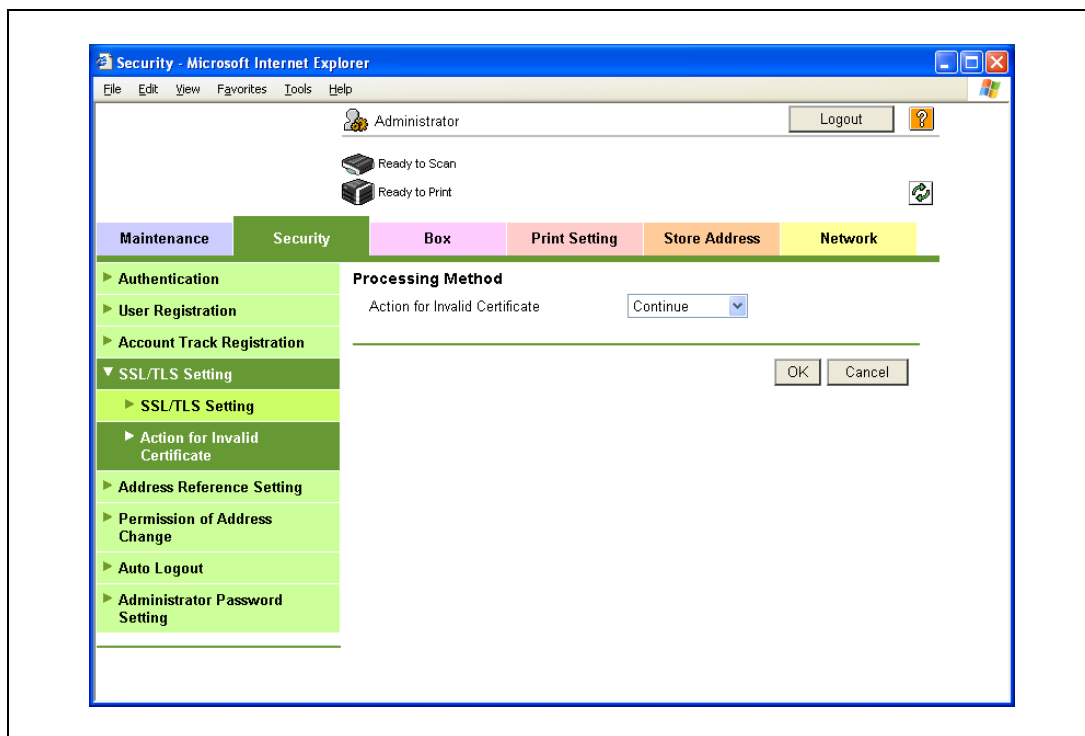 Security - Microsoft Internet Explorer
File Edit View Favorites Tools Help
Administrator
Logout
?
Ready to Scan
Ready to Print
Maintenance Security Box Print Setting Store Address Network
Authentication
User Registration
Account Track Registration
SSL/TLS Setting
SSL/TLS Setting
Action for Invalid
Certificate
Address Reference Setting
Permission of Address
Change
Auto Logout
Administrator Password
Setting
Processing Method
Action for Invalid Certificate Continue
OK Cancel